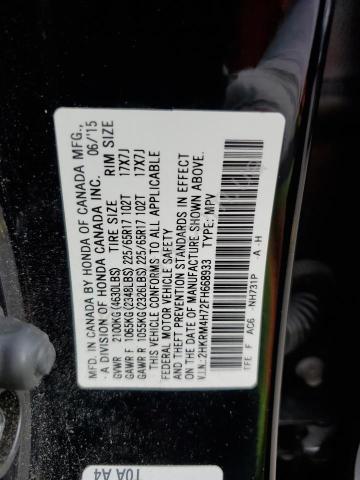 MFD. IN CANADA BY HONDA OF CANADA MFG., 06/15
A DIVISION OF HONDA CANADA INC.
TIRE SIZE RIM SIZE
GVWR 2100KG (4630LBS)
GAWR F 1065KG (2348LBS) 225/65R17 102T 17X7J
GAWR R 1055KG (2326LBS) 225/65R17 102T 17X7J
THIS VEHICLE CONFORMS TO ALL APPLICABLE
FEDERAL MOTOR VEHICLE SAFETY, BUMPER, AND
THEFT PREVENTION STANDARDS IN EFFECT
ON THE DATE OF MANUFACTURE SHOWN ABOVE.
V.I.N.: 2HKRM4H72FH668933 TYPE: MPV
TFE F AC6 NH731P A -H
T0A A4